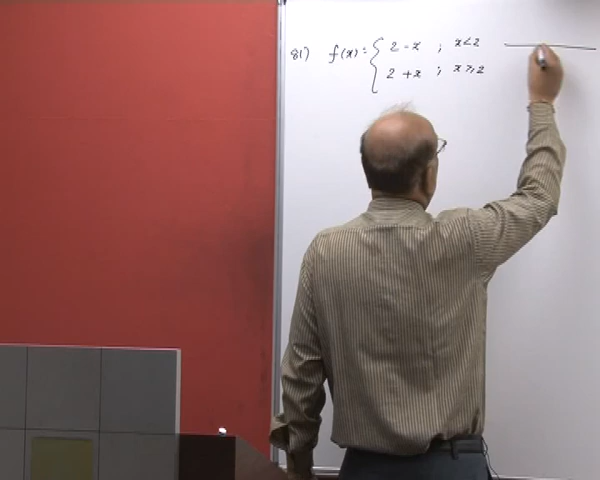 81) f(x) = { 2 - x ; x < 2
2 + x ; x ≥ 2